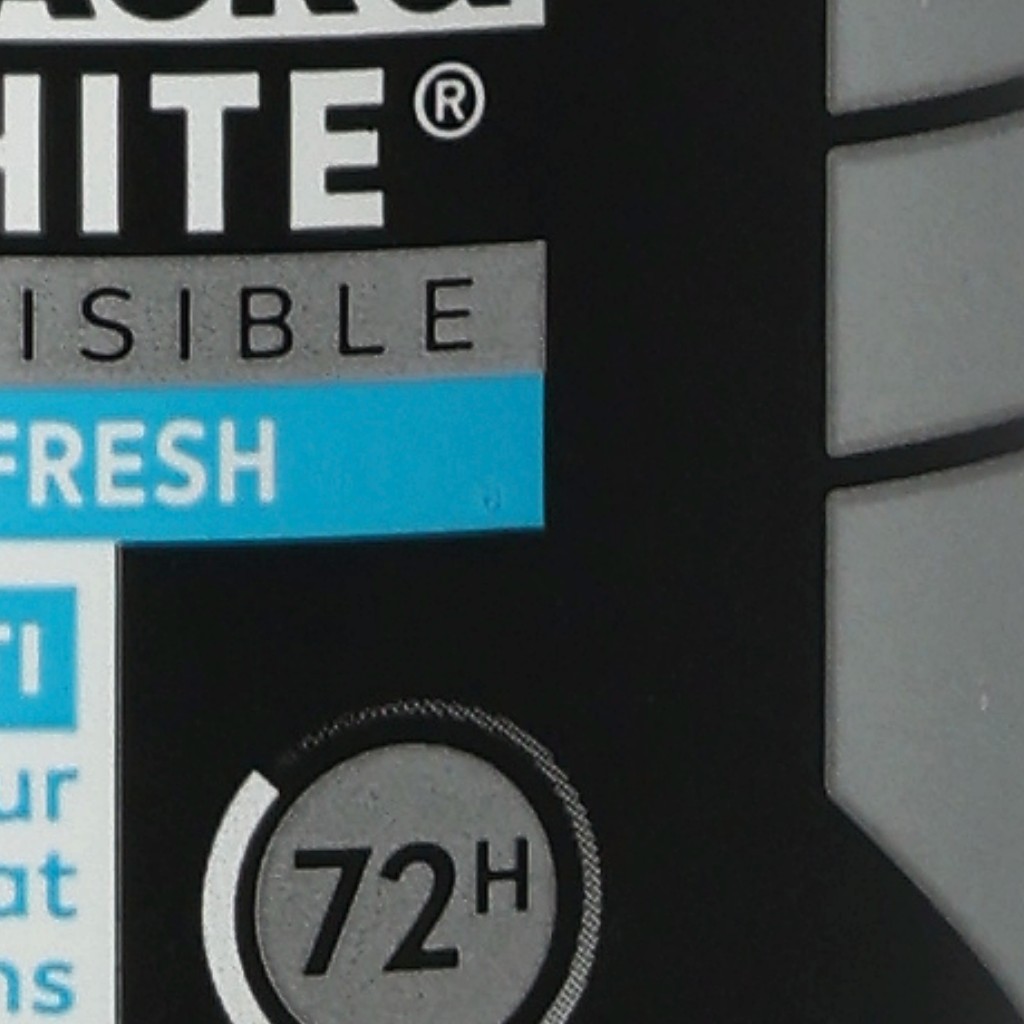 HITE®
ISIBLE
FRESH
TI
ur
at
ns
72H